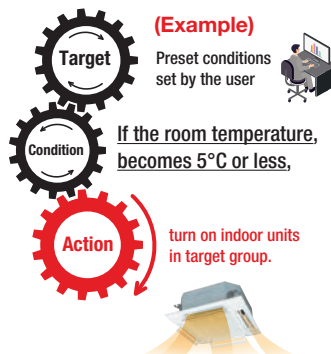 (Example)
Target
Preset conditions
set by the user
Condition
If the room temperature,
becomes 5°C or less,
Action
turn on indoor units
in target group.